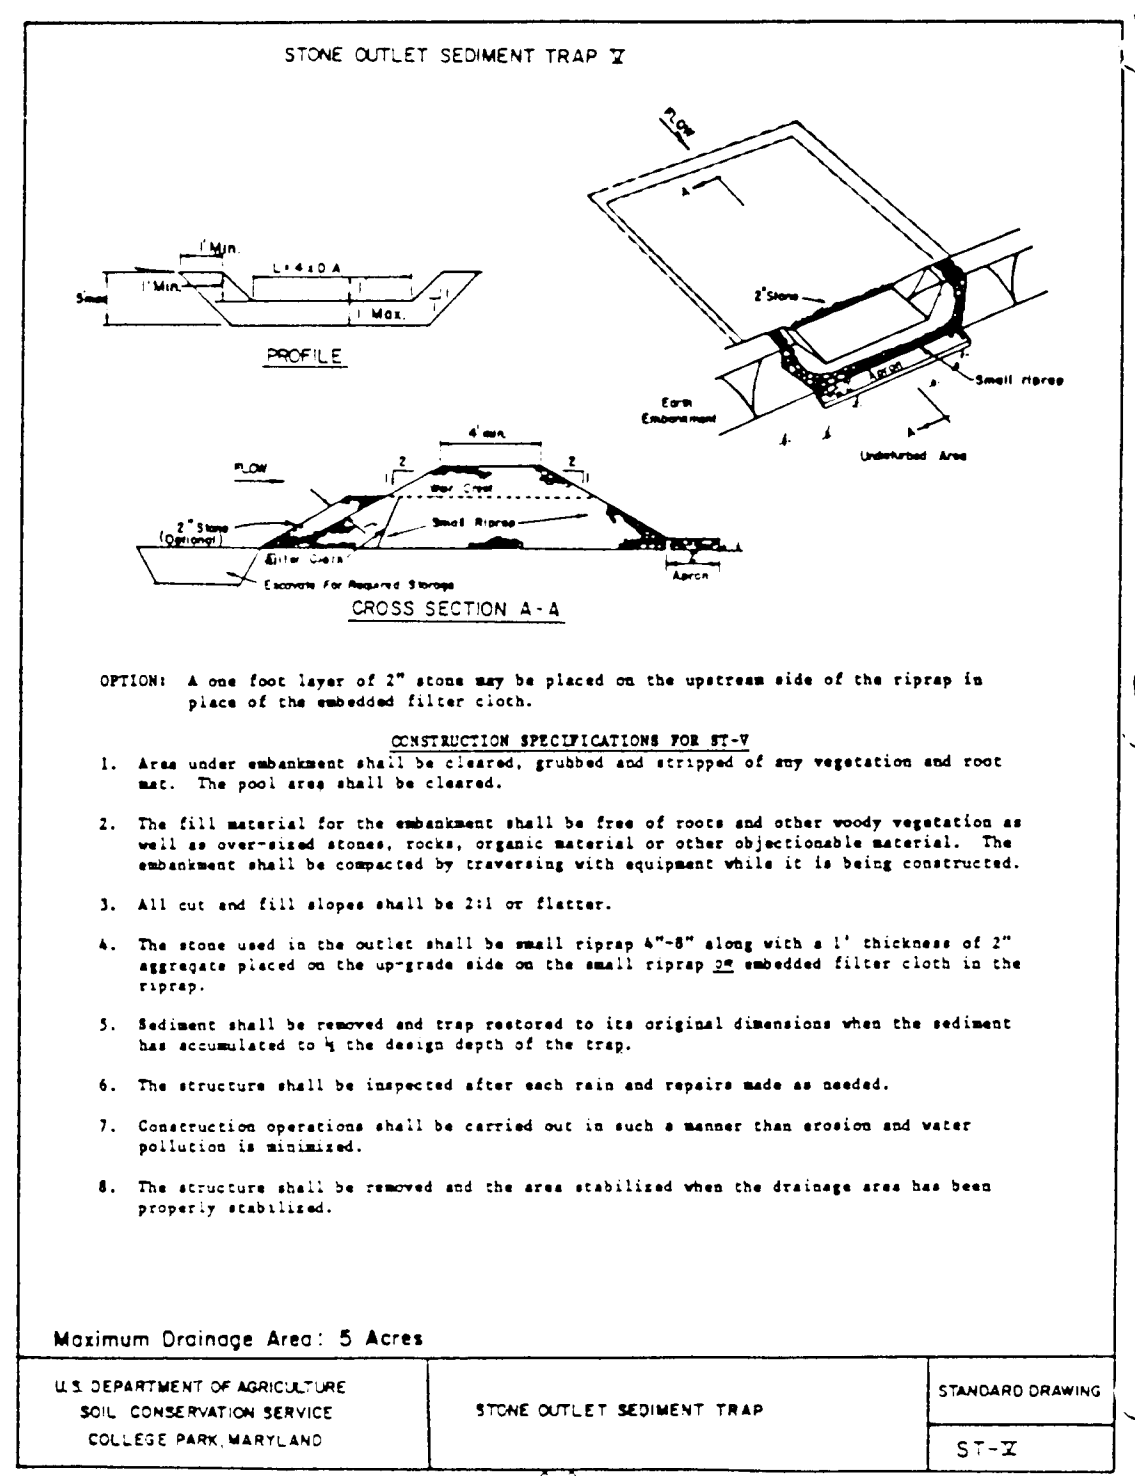 STONE OUTLET SEDIMENT TRAP V
FLOW
A
1' Min.
L = 4 x D A
1' Min.
5' max
1
1
1' Max.
PROFILE
2" Stone
Apron
Small riprap
Earth
Embankment
A
Undisturbed Area
4' min.
FLOW
2
1
2
1
Weir Crest
2" Stone
(Optional)
Small Riprap
Filter Cloth
Apron
Excavate For Required Storage
CROSS SECTION A-A
OPTION: A one foot layer of 2" stone may be placed on the upstream side of the riprap in
place of the embedded filter cloth.
CONSTRUCTION SPECIFICATIONS FOR ST-V
1. Area under embankment shall be cleared, grubbed and stripped of any vegetation and root
mat. The pool area shall be cleared.
2. The fill material for the embankment shall be free of roots and other woody vegetation as
well as over-sized stones, rocks, organic material or other objectionable material. The
embankment shall be compacted by traversing with equipment while it is being constructed.
3. All cut and fill slopes shall be 2:1 or flatter.
4. The stone used in the outlet shall be small riprap 4"-8" along with a 1' thickness of 2"
aggregate placed on the up-grade side on the small riprap or embedded filter cloth in the
riprap.
5. Sediment shall be removed and trap restored to its original dimensions when the sediment
has accumulated to ½ the design depth of the trap.
6. The structure shall be inspected after each rain and repairs made as needed.
7. Construction operations shall be carried out in such a manner than erosion and water
pollution is minimized.
8. The structure shall be removed and the area stabilized when the drainage area has been
properly stabilized.
Maximum Drainage Area: 5 Acres
U.S. DEPARTMENT OF AGRICULTURE
SOIL CONSERVATION SERVICE
COLLEGE PARK, MARYLAND
STONE OUTLET SEDIMENT TRAP
STANDARD DRAWING
ST-V